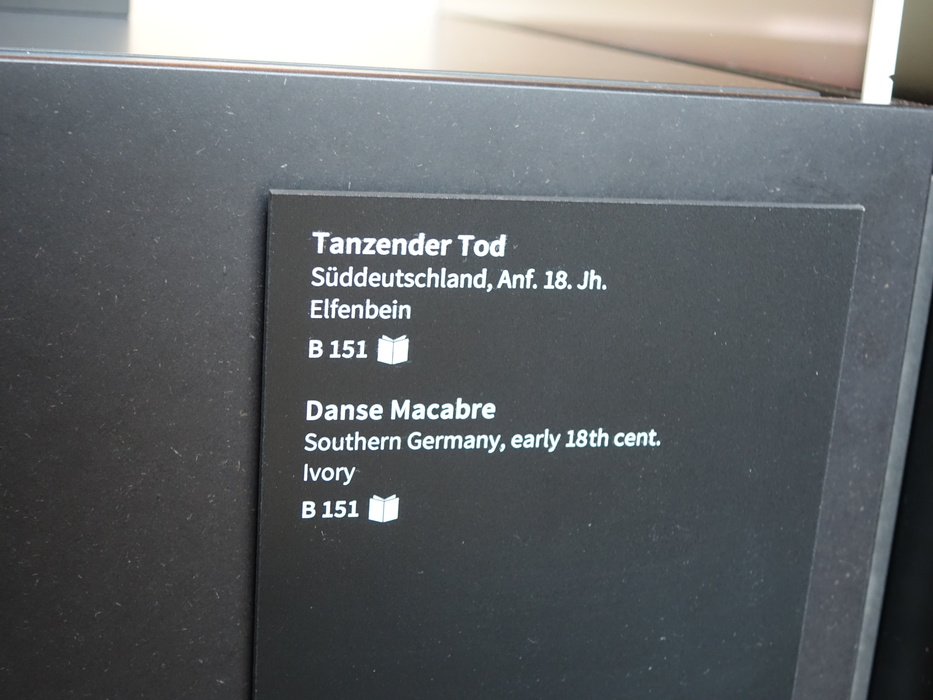 Tanzender Tod
Süddeutschland, Anf. 18. Jh.
Elfenbein
B 151
Danse Macabre
Southern Germany, early 18th cent.
Ivory
B 151